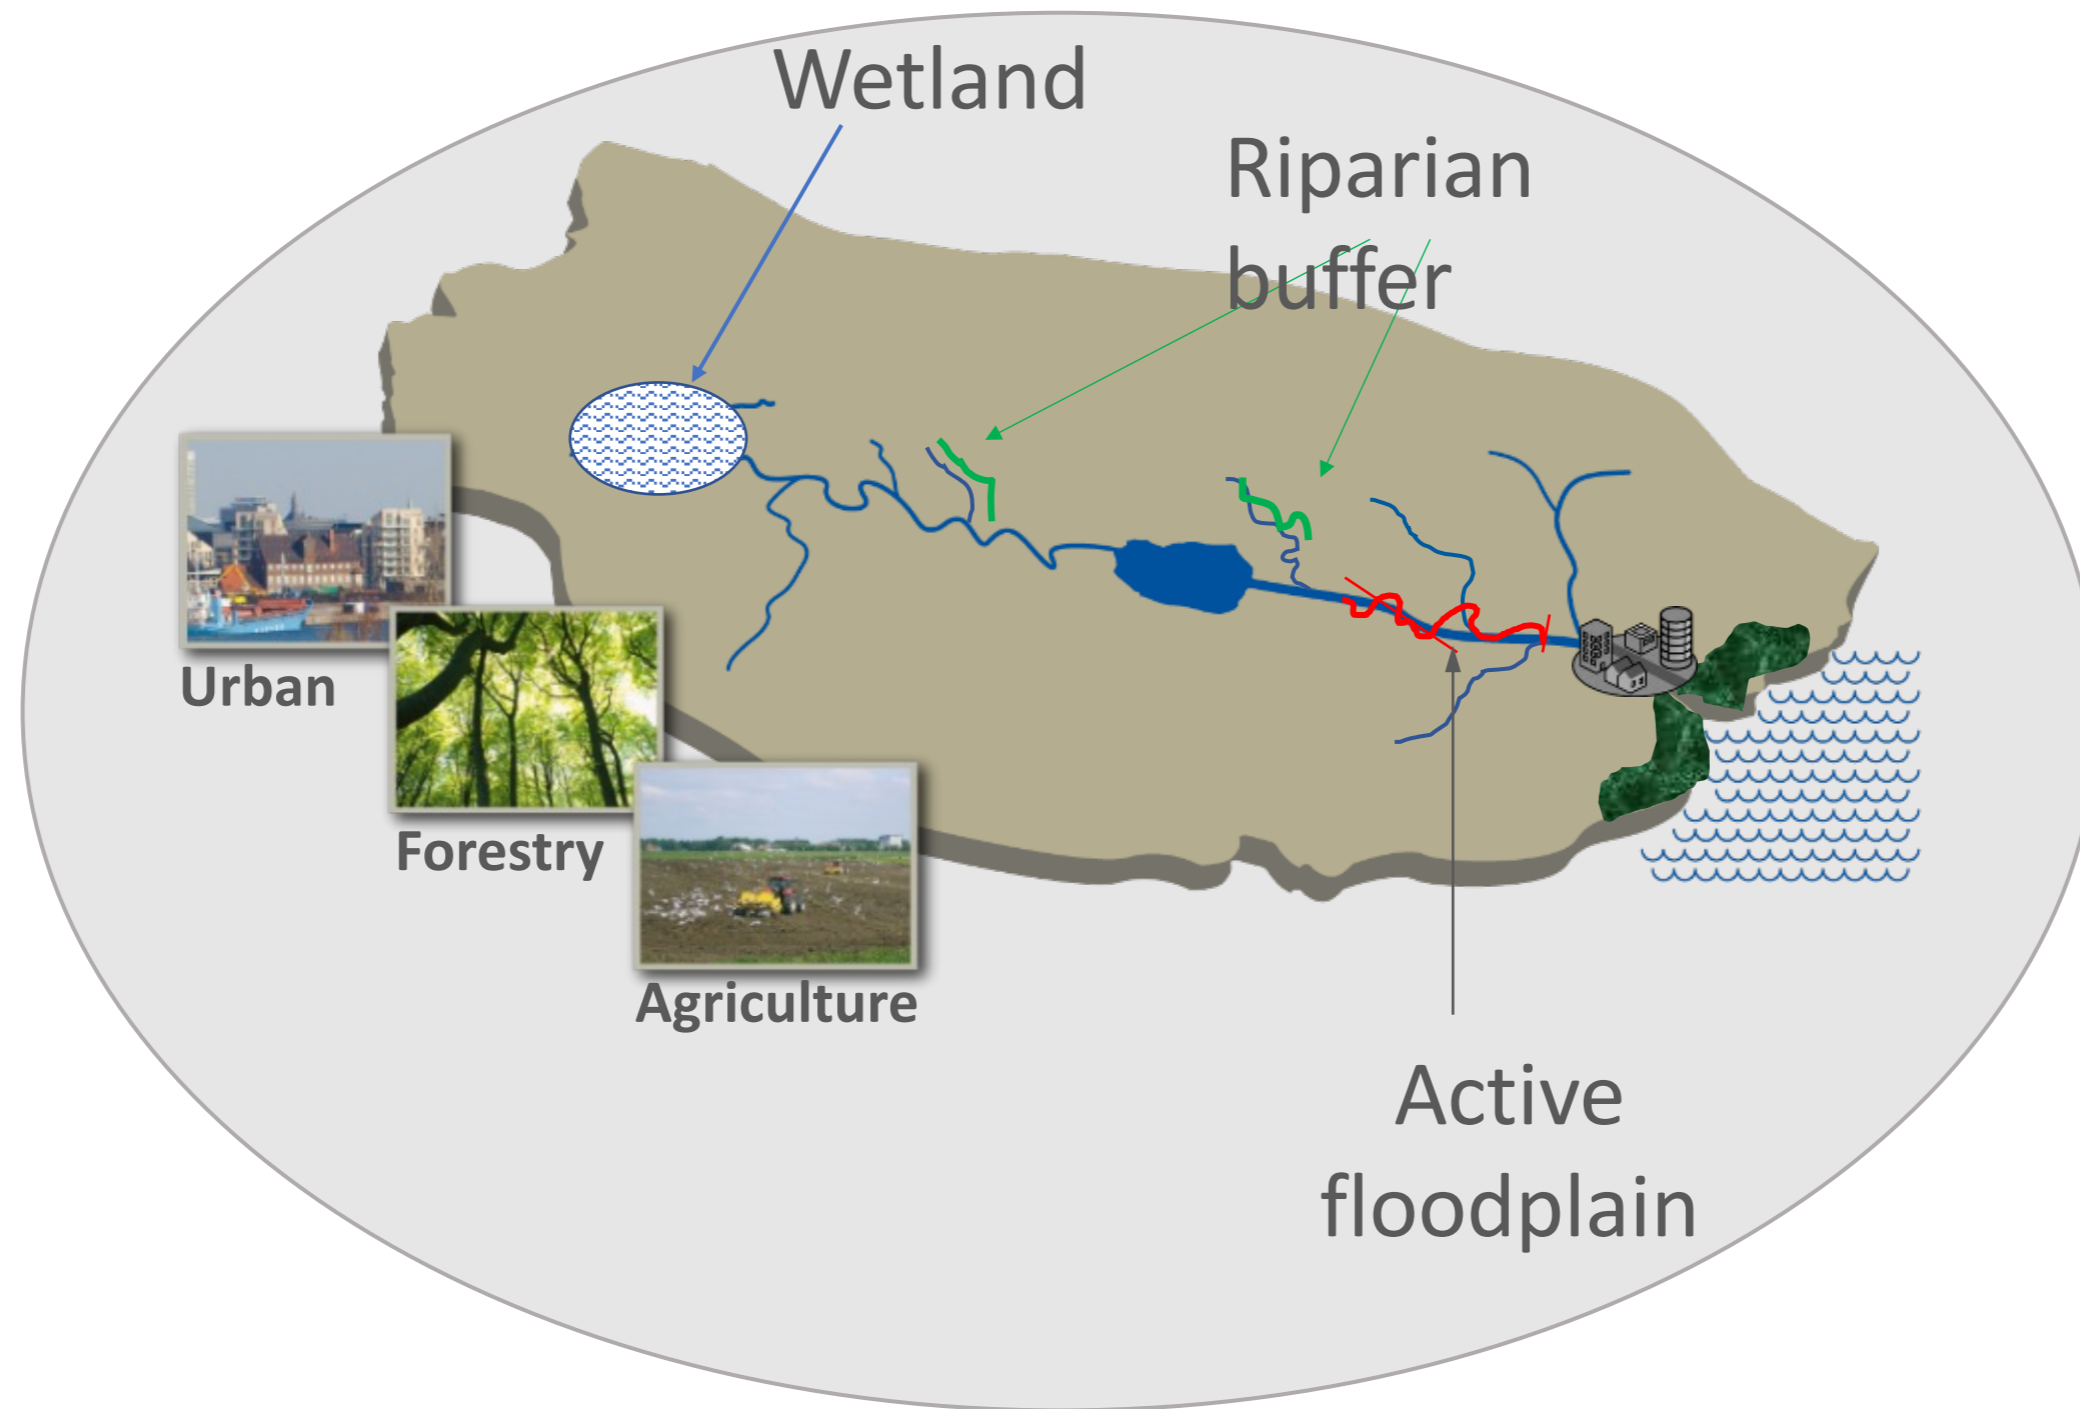 Wetland
Riparian
buffer
Urban
Forestry
Agriculture
Active
floodplain